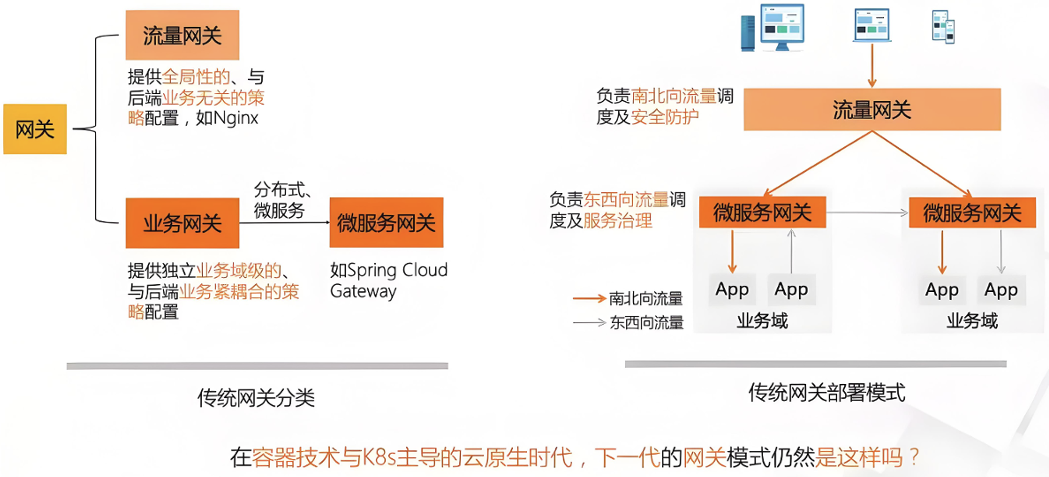 网关
流量网关
提供全局性的、与
后端业务无关的策
略配置，如Nginx
业务网关
分布式、
微服务
微服务网关
提供独立业务域级的、
与后端业务紧耦合的策
略配置
如Spring Cloud
Gateway
传统网关分类
负责南北向流量调
度及安全防护
流量网关
负责东西向流量调
度及服务治理
微服务网关
微服务网关
App
App
App
App
业务域
业务域
南北向流量
东西向流量
传统网关部署模式
在容器技术与K8s主导的云原生时代，下一代的网关模式仍然是这样吗？